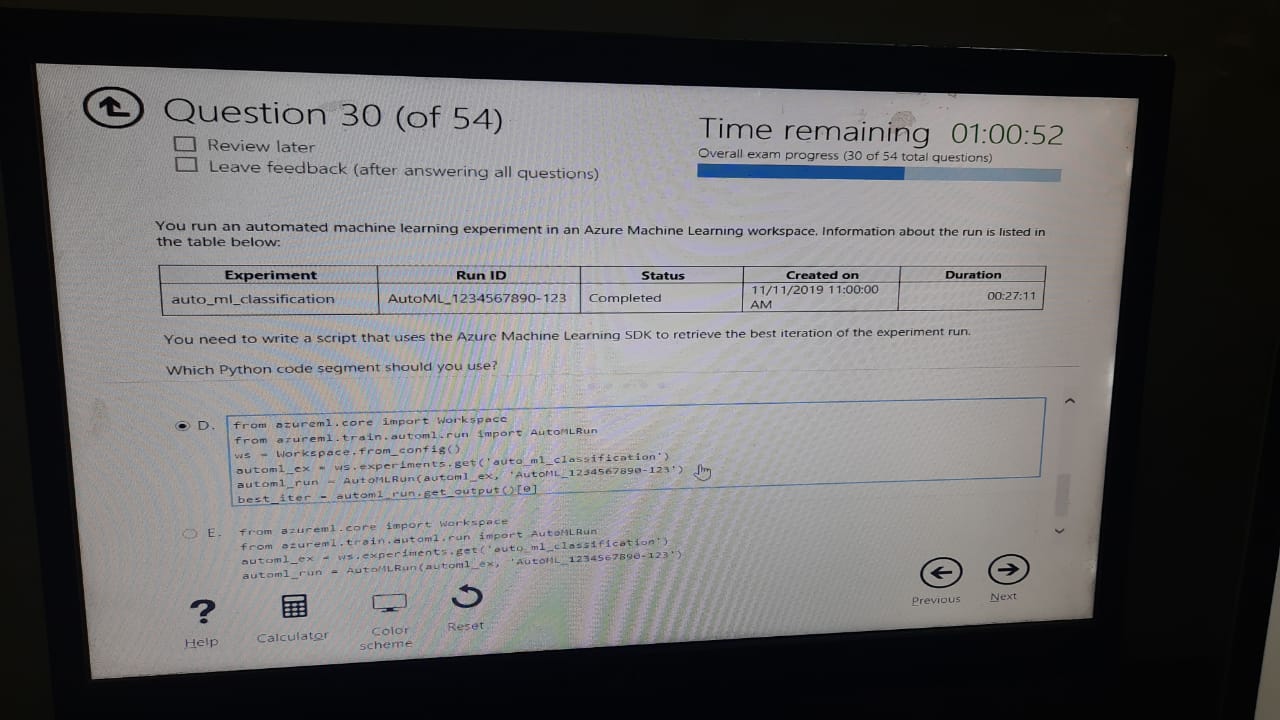 Question 30 (of 54)
Review later
Leave feedback (after answering all questions)
Time remaining 01:00:52
Overall exam progress (30 of 54 total questions)
You run an automated machine learning experiment in an Azure Machine Learning workspace. Information about the run is listed in
the table below:
Experiment Run ID Status Created on Duration
auto_ml_classification AutoML_1234567890-123 Completed 11/11/2019 11:00:00 00:27:11
AM
You need to write a script that uses the Azure Machine Learning SDK to retrieve the best iteration of the experiment run.
Which Python code segment should you use?
D. from azureml.core import Workspace
from azureml.train.automl.run import AutoMLRun
ws = Workspace.from_config()
automl_ex = ws.experiments.get('auto_ml_classification')
automl_run = AutoMLRun(automl_ex, 'AutoML_1234567890-123')
best_iter = automl_run.get_output()[0]
E. from azureml.core import Workspace
from azureml.train.automl.run import AutoMLRun
automl_ex = ws.experiments.get('auto_ml_classification')
automl_run = AutoMLRun(automl_ex, 'AutoML_1234567890-123')
Help
Calculator
Color
scheme
Reset
Previous
Next